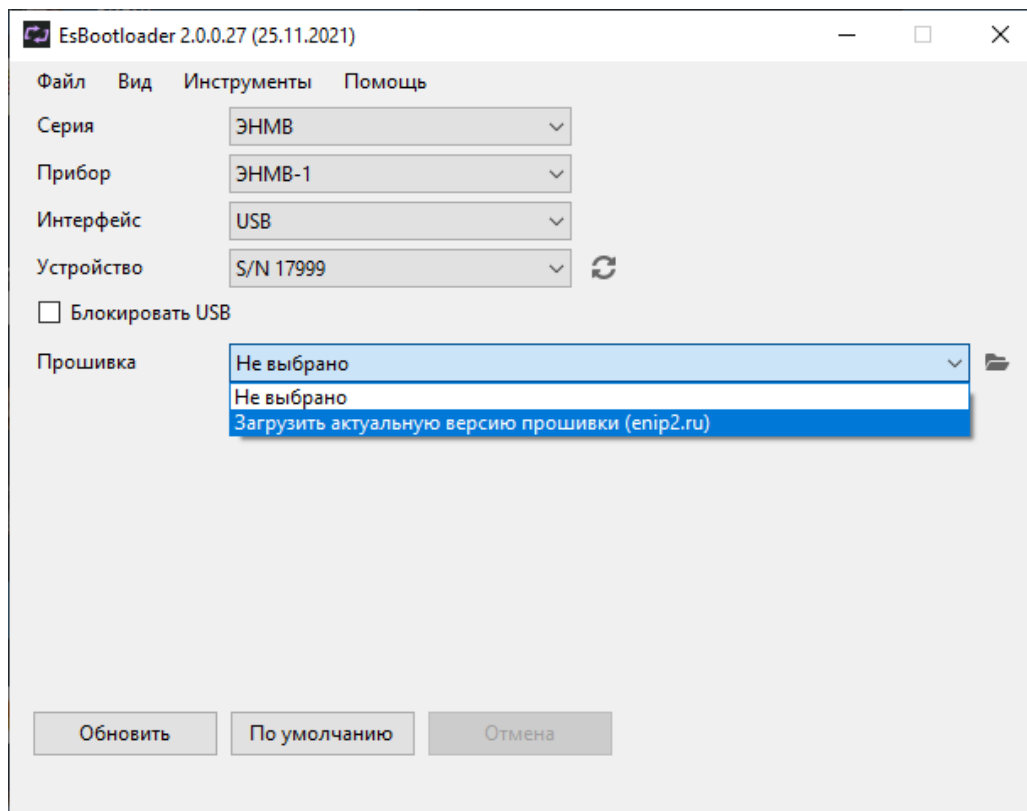 EsBootloader 2.0.0.27 (25.11.2021)
Файл Вид Инструменты Помощь
Серия ЭНМВ
Прибор ЭНМВ-1
Интерфейс USB
Устройство S/N 17999
Блокировать USB
Прошивка Не выбрано
Не выбрано
Загрузить актуальную версию прошивки (enip2.ru)
Обновить По умолчанию Отмена